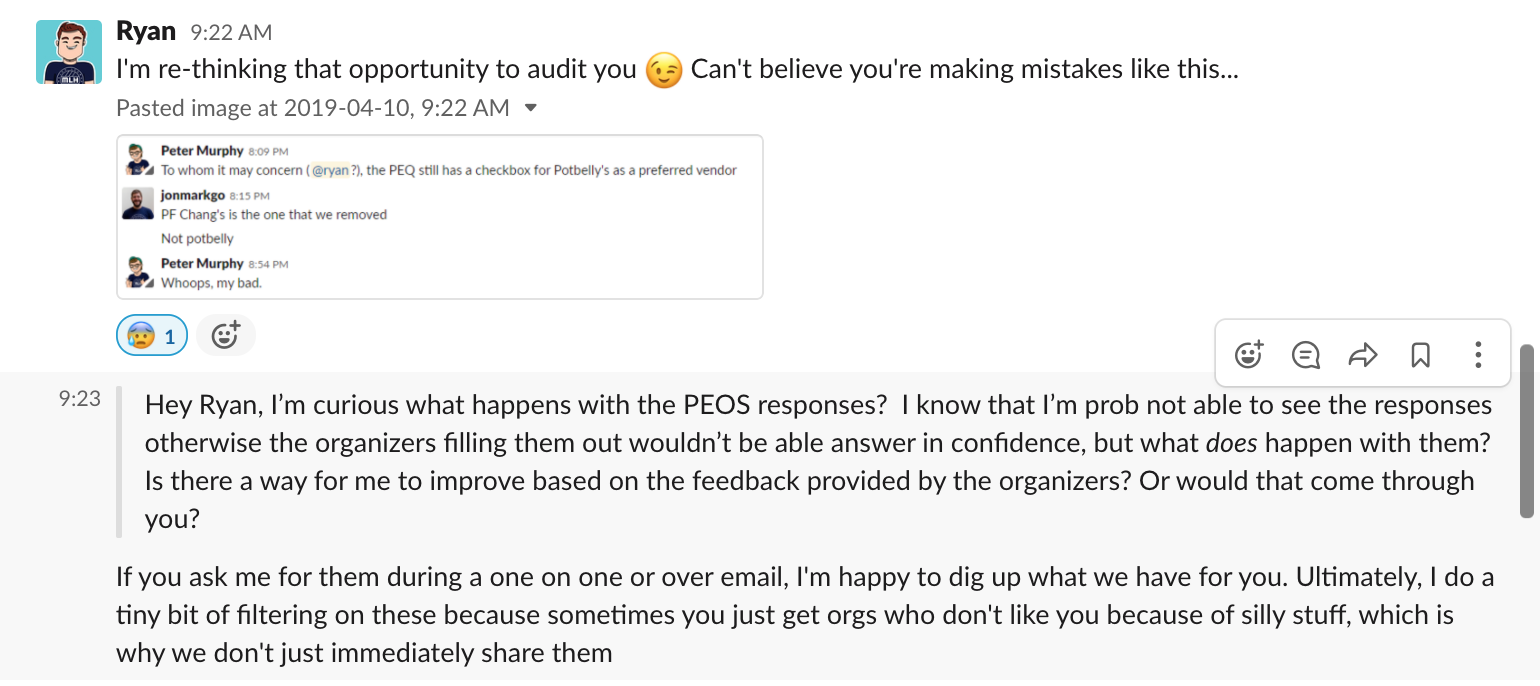 Ryan 9:22 AM
I'm re-thinking that opportunity to audit you 😉 Can't believe you're making mistakes like this...
Pasted image at 2019-04-10, 9:22 AM
Peter Murphy 8:09 PM
To whom it may concern ( @ryan ?), the PEQ still has a checkbox for Potbelly's as a preferred vendor
jonmarkgo 8:15 PM
PF Chang's is the one that we removed
Not potbelly
Peter Murphy 8:54 PM
Whoops, my bad.
😰 1
9:23 Hey Ryan, I’m curious what happens with the PEOS responses?  I know that I’m prob not able to see the responses
otherwise the organizers filling them out wouldn’t be able answer in confidence, but what does happen with them?
Is there a way for me to improve based on the feedback provided by the organizers? Or would that come through
you?
If you ask me for them during a one on one or over email, I'm happy to dig up what we have for you. Ultimately, I do a
tiny bit of filtering on these because sometimes you just get orgs who don't like you because of silly stuff, which is
why we don't just immediately share them